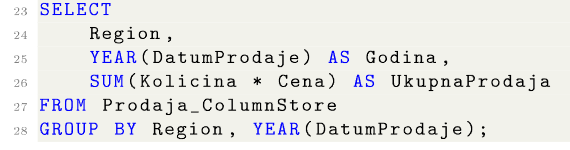 23 SELECT
24     Region,
25     YEAR(DatumProdaje) AS Godina,
26     SUM(Kolicina * Cena) AS UkupnaProdaja
27 FROM Prodaja_ColumnStore
28 GROUP BY Region, YEAR(DatumProdaje);